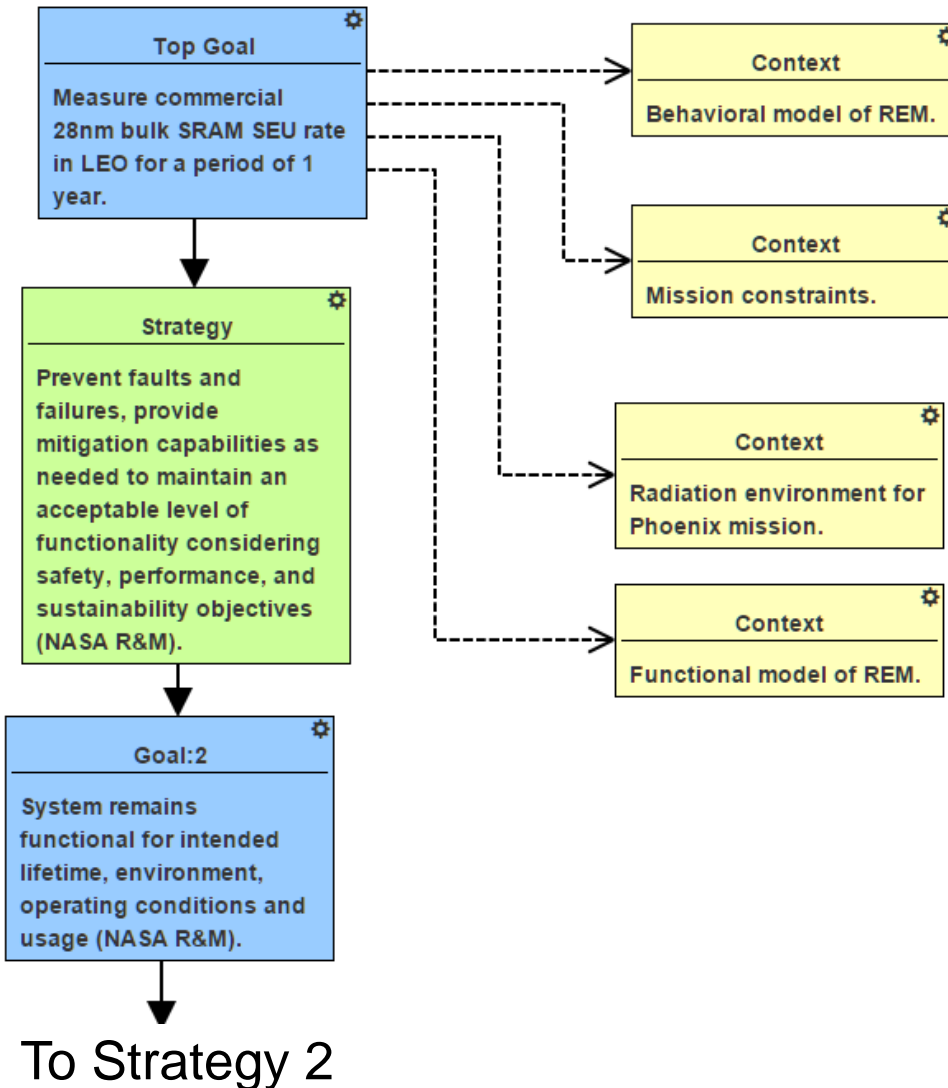 Top Goal
Measure commercial
28nm bulk SRAM SEU rate
in LEO for a period of 1
year.
Context
Behavioral model of REM.
Context
Mission constraints.
Strategy
Prevent faults and
failures, provide
mitigation capabilities as
needed to maintain an
acceptable level of
functionality considering
safety, performance, and
sustainability objectives
(NASA R&M).
Context
Radiation environment for
Phoenix mission.
Context
Functional model of REM.
Goal:2
System remains
functional for intended
lifetime, environment,
operating conditions and
usage (NASA R&M).
To Strategy 2